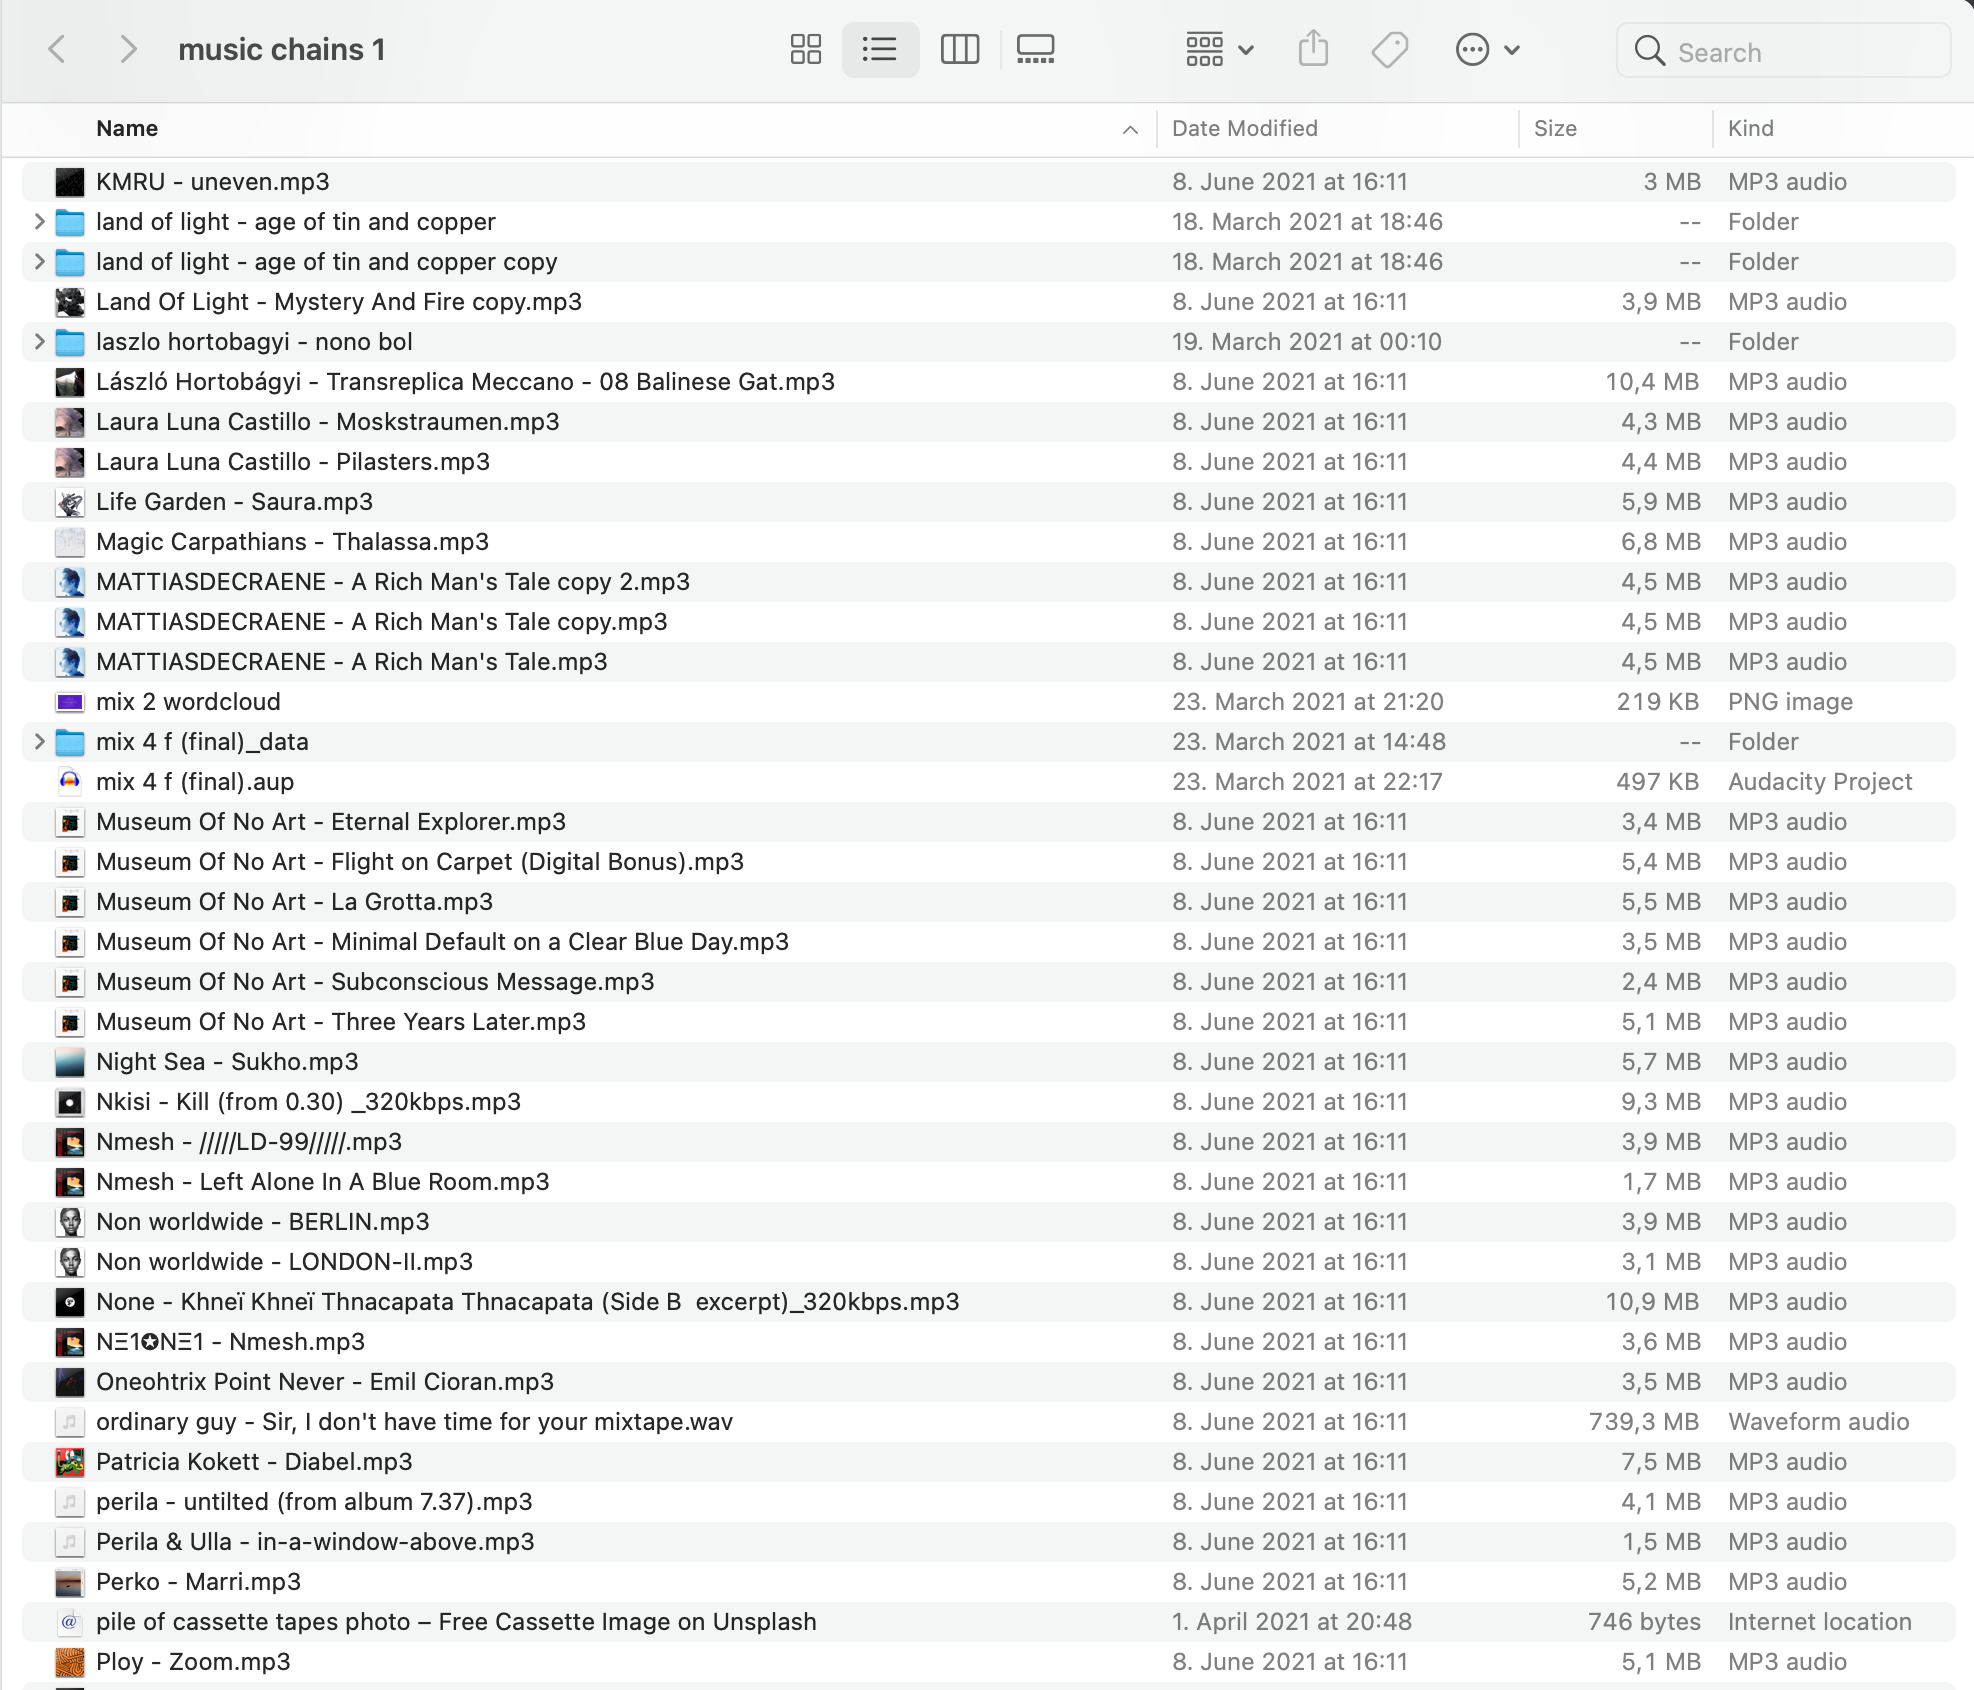 music chains 1
Search
Name Date Modified Size Kind
KMRU - uneven.mp3 8. June 2021 at 16:11 3 MB MP3 audio
land of light - age of tin and copper 18. March 2021 at 18:46 -- Folder
land of light - age of tin and copper copy 18. March 2021 at 18:46 -- Folder
Land Of Light - Mystery And Fire copy.mp3 8. June 2021 at 16:11 3,9 MB MP3 audio
laszlo hortobagyi - nono bol 19. March 2021 at 00:10 -- Folder
László Hortobágyi - Transreplica Meccano - 08 Balinese Gat.mp3 8. June 2021 at 16:11 10,4 MB MP3 audio
Laura Luna Castillo - Moskstraumen.mp3 8. June 2021 at 16:11 4,3 MB MP3 audio
Laura Luna Castillo - Pilasters.mp3 8. June 2021 at 16:11 4,4 MB MP3 audio
Life Garden - Saura.mp3 8. June 2021 at 16:11 5,9 MB MP3 audio
Magic Carpathians - Thalassa.mp3 8. June 2021 at 16:11 6,8 MB MP3 audio
MATTIASDECRAENE - A Rich Man's Tale copy 2.mp3 8. June 2021 at 16:11 4,5 MB MP3 audio
MATTIASDECRAENE - A Rich Man's Tale copy.mp3 8. June 2021 at 16:11 4,5 MB MP3 audio
MATTIASDECRAENE - A Rich Man's Tale.mp3 8. June 2021 at 16:11 4,5 MB MP3 audio
mix 2 wordcloud 23. March 2021 at 21:20 219 KB PNG image
mix 4 f (final)_data 23. March 2021 at 14:48 -- Folder
mix 4 f (final).aup 23. March 2021 at 22:17 497 KB Audacity Project
Museum Of No Art - Eternal Explorer.mp3 8. June 2021 at 16:11 3,4 MB MP3 audio
Museum Of No Art - Flight on Carpet (Digital Bonus).mp3 8. June 2021 at 16:11 5,4 MB MP3 audio
Museum Of No Art - La Grotta.mp3 8. June 2021 at 16:11 5,5 MB MP3 audio
Museum Of No Art - Minimal Default on a Clear Blue Day.mp3 8. June 2021 at 16:11 3,5 MB MP3 audio
Museum Of No Art - Subconscious Message.mp3 8. June 2021 at 16:11 2,4 MB MP3 audio
Museum Of No Art - Three Years Later.mp3 8. June 2021 at 16:11 5,1 MB MP3 audio
Night Sea - Sukho.mp3 8. June 2021 at 16:11 5,7 MB MP3 audio
Nkisi - Kill (from 0.30) _320kbps.mp3 8. June 2021 at 16:11 9,3 MB MP3 audio
Nmesh - /////LD-99/////.mp3 8. June 2021 at 16:11 3,9 MB MP3 audio
Nmesh - Left Alone In A Blue Room.mp3 8. June 2021 at 16:11 1,7 MB MP3 audio
Non worldwide - BERLIN.mp3 8. June 2021 at 16:11 3,9 MB MP3 audio
Non worldwide - LONDON-II.mp3 8. June 2021 at 16:11 3,1 MB MP3 audio
None - Khneï Khneï Thnacapata Thnacapata (Side B  excerpt)_320kbps.mp3 8. June 2021 at 16:11 10,9 MB MP3 audio
NΞ1✪NΞ1 - Nmesh.mp3 8. June 2021 at 16:11 3,6 MB MP3 audio
Oneohtrix Point Never - Emil Cioran.mp3 8. June 2021 at 16:11 3,5 MB MP3 audio
ordinary guy - Sir, I don't have time for your mixtape.wav 8. June 2021 at 16:11 739,3 MB Waveform audio
Patricia Kokett - Diabel.mp3 8. June 2021 at 16:11 7,5 MB MP3 audio
perila - untilted (from album 7.37).mp3 8. June 2021 at 16:11 4,1 MB MP3 audio
Perila & Ulla - in-a-window-above.mp3 8. June 2021 at 16:11 1,5 MB MP3 audio
Perko - Marri.mp3 8. June 2021 at 16:11 5,2 MB MP3 audio
pile of cassette tapes photo – Free Cassette Image on Unsplash 1. April 2021 at 20:48 746 bytes Internet location
Ploy - Zoom.mp3 8. June 2021 at 16:11 5,1 MB MP3 audio